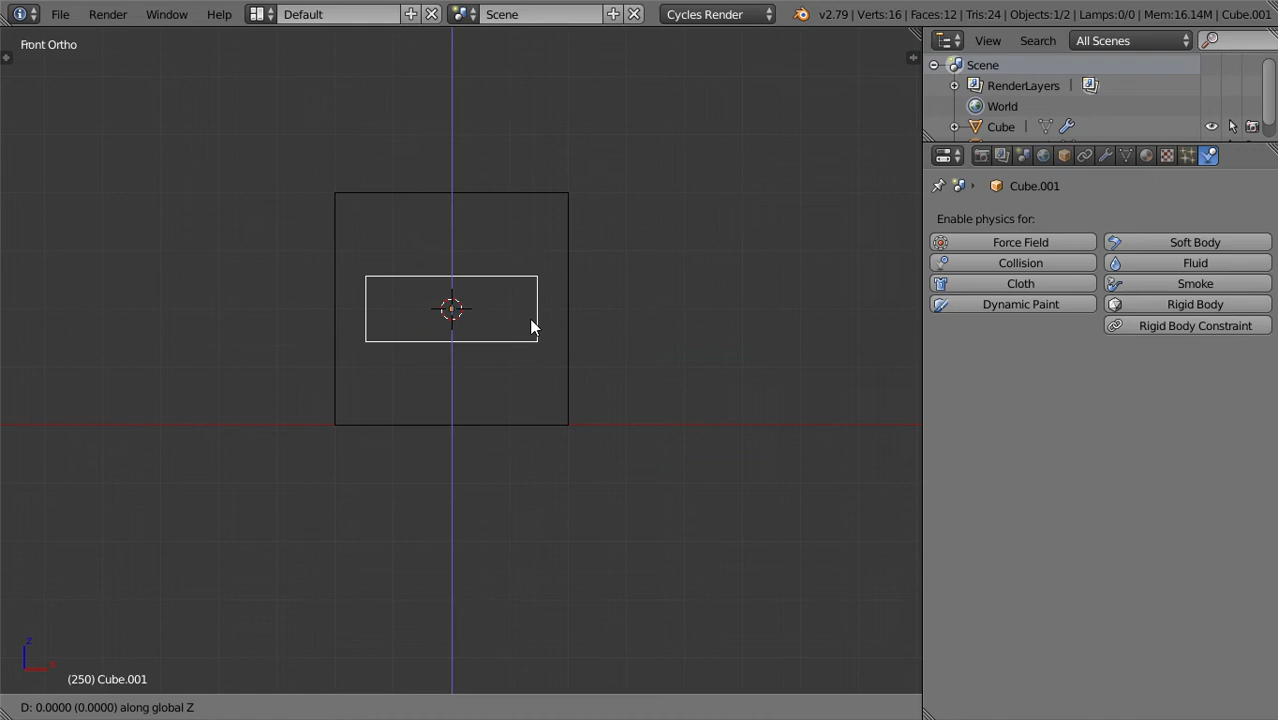 File Render Window Help Default Scene Cycles Render v2.79 | Verts:16 | Faces:12 | Tris:24 | Objects:1/2 | Lamps:0/0 | Mem:16.14M | Cube.001
Front Ortho
View Search All Scenes
Scene
RenderLayers |
World
Cube |
Cube.001
Enable physics for:
Force Field Soft Body
Collision Fluid
Cloth Smoke
Dynamic Paint Rigid Body
Rigid Body Constraint
z
x
(250) Cube.001
D: 0.0000 (0.0000) along global Z